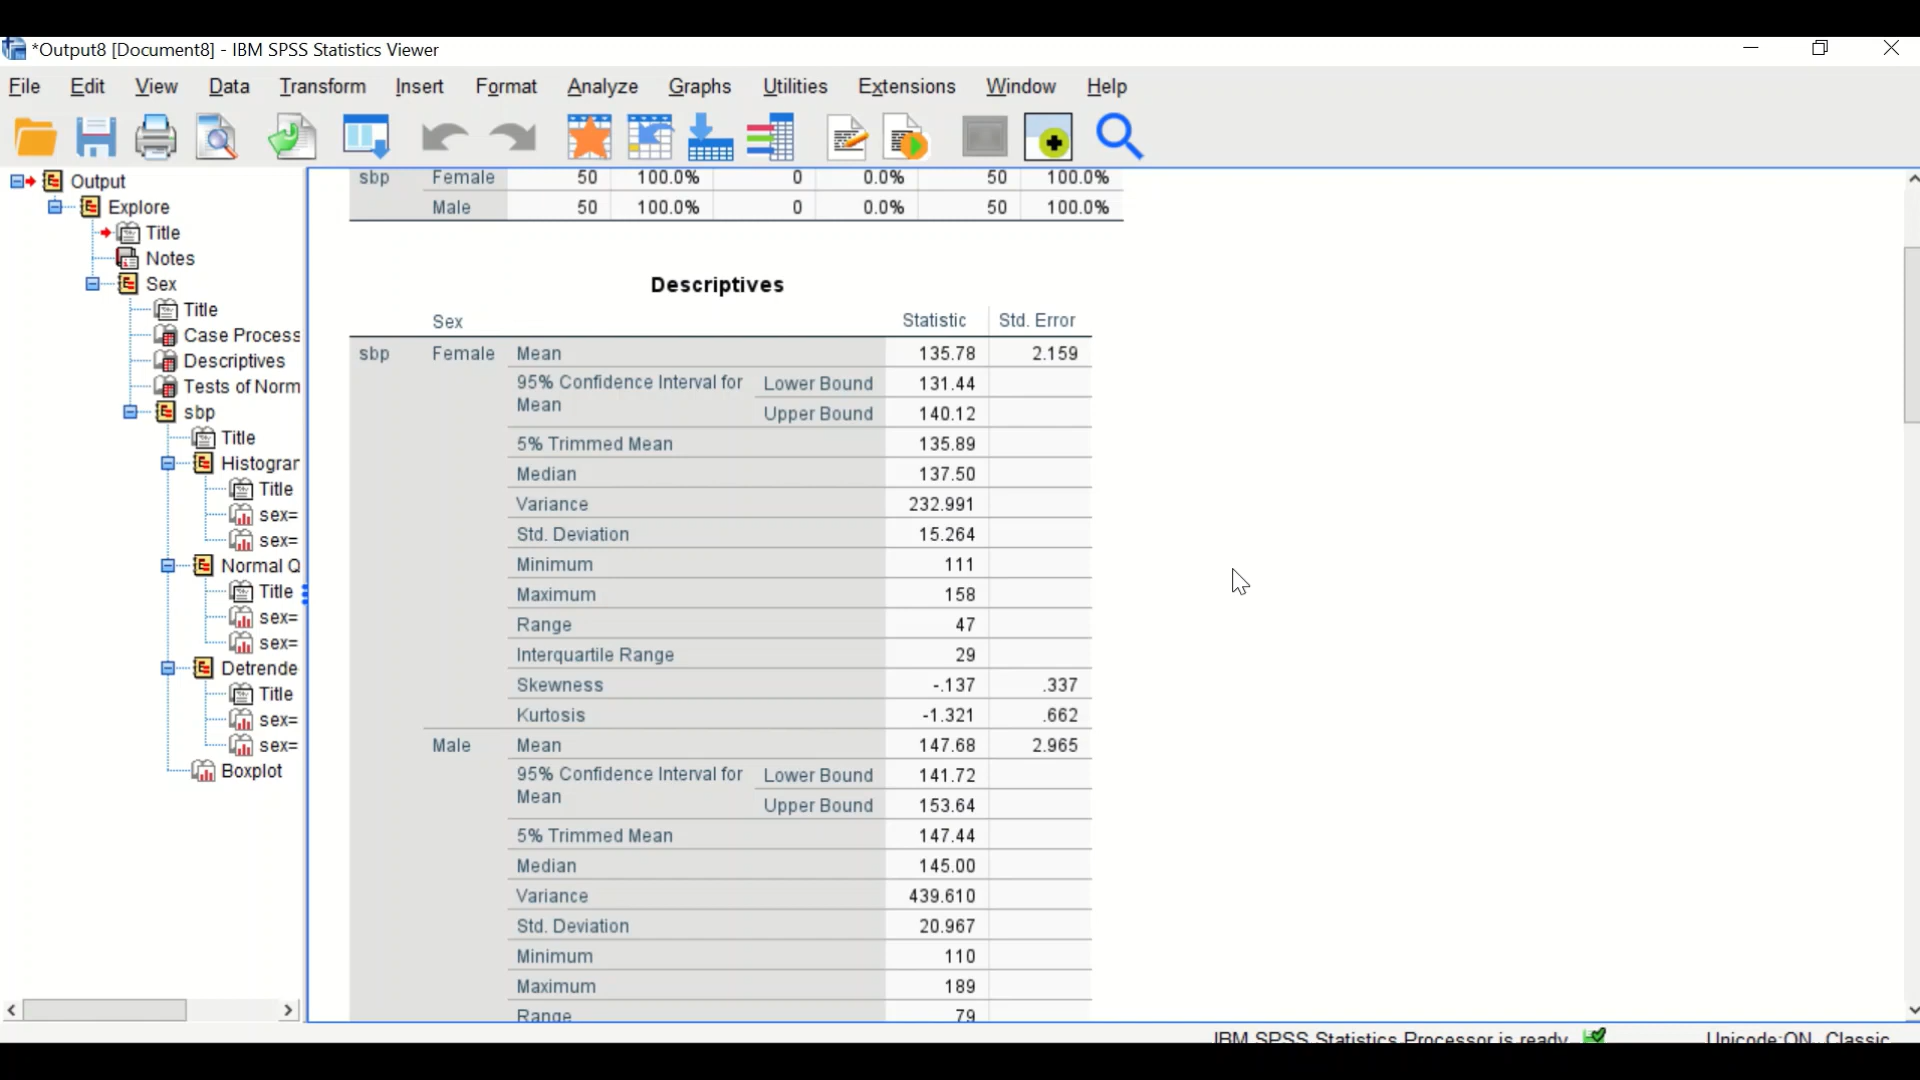 *Output8 [Document8] - IBM SPSS Statistics Viewer
File Edit View Data Transform Insert Format Analyze Graphs Utilities Extensions Window Help
Output
Explore
Title
Notes
Sex
Title
Case Process
Descriptives
Tests of Norm
sbp
Title
Histograr
Title
sex=
sex=
Normal Q
Title
sex=
sex=
Detrende
Title
sex=
sex=
Boxplot
sbp Female 50 100.0% 0 0.0% 50 100.0%
Male 50 100.0% 0 0.0% 50 100.0%
Descriptives
Sex Statistic Std. Error
sbp Female Mean 135.78 2.159
95% Confidence Interval for Mean Lower Bound 131.44
Upper Bound 140.12
5% Trimmed Mean 135.89
Median 137.50
Variance 232.991
Std. Deviation 15.264
Minimum 111
Maximum 158
Range 47
Interquartile Range 29
Skewness -.137 .337
Kurtosis -1.321 .662
Male Mean 147.68 2.965
95% Confidence Interval for Mean Lower Bound 141.72
Upper Bound 153.64
5% Trimmed Mean 147.44
Median 145.00
Variance 439.610
Std. Deviation 20.967
Minimum 110
Maximum 189
Range 79
IBM SPSS Statistics Processor is ready Unicode:ON Classic